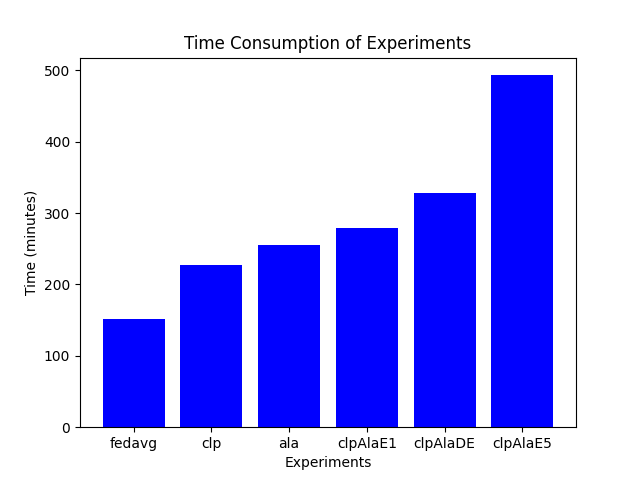 Time Consumption of Experiments
500
400
300
200
100
0
Time (minutes)
fedavg clp ala clpAlaE1 clpAlaDE clpAlaE5
Experiments